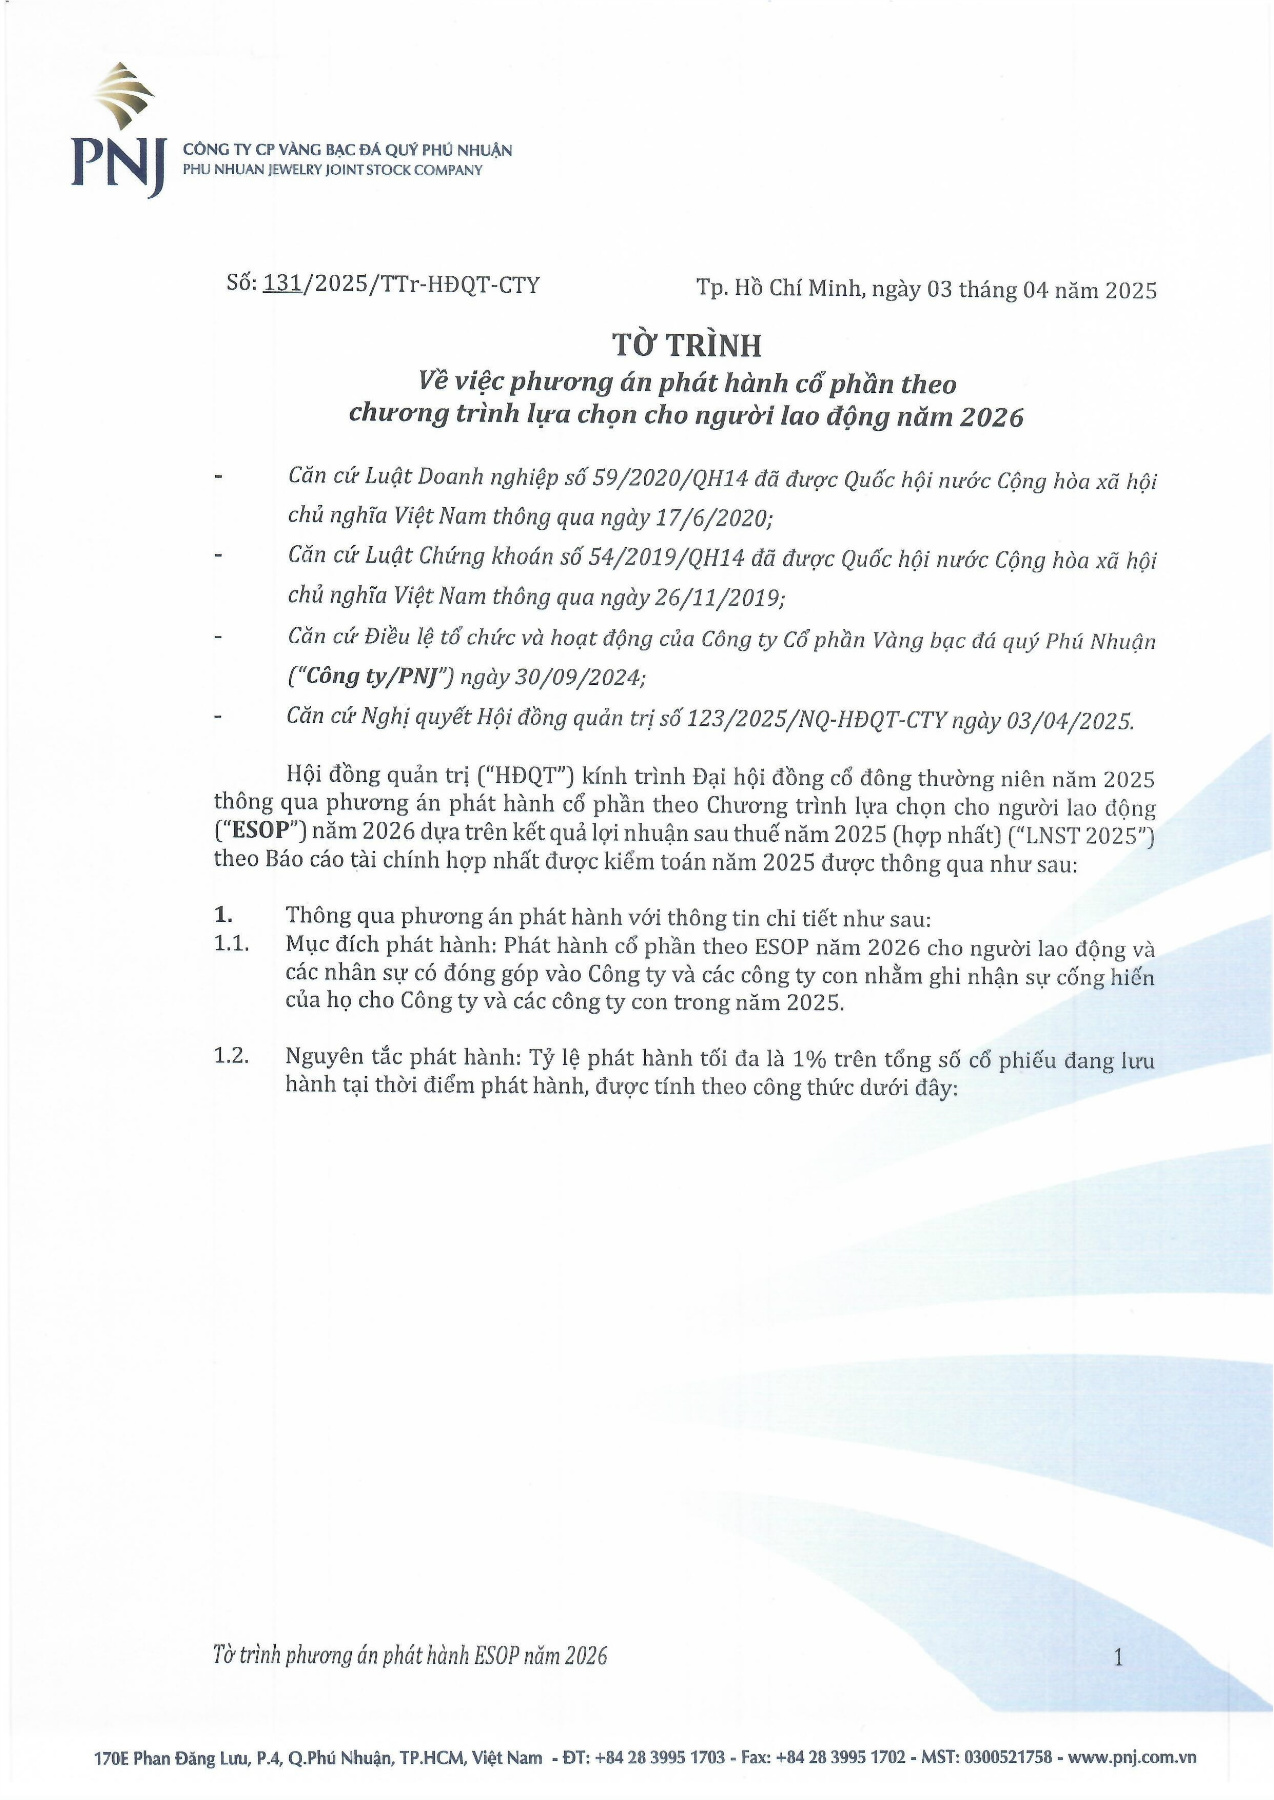 PNJ
CÔNG TY CP VÀNG BẠC ĐÁ QUÝ PHÚ NHUẬN
PHU NHUAN JEWELRY JOINT STOCK COMPANY
Số: 131/2025/TTr-HĐQT-CTY
Tp. Hồ Chí Minh, ngày 03 tháng 04 năm 2025
TỜ TRÌNH
Về việc phương án phát hành cổ phần theo
chương trình lựa chọn cho người lao động năm 2026
- Căn cứ Luật Doanh nghiệp số 59/2020/QH14 đã được Quốc hội nước Cộng hòa xã hội
chủ nghĩa Việt Nam thông qua ngày 17/6/2020;
- Căn cứ Luật Chứng khoán số 54/2019/QH14 đã được Quốc hội nước Cộng hòa xã hội
chủ nghĩa Việt Nam thông qua ngày 26/11/2019;
- Căn cứ Điều lệ tổ chức và hoạt động của Công ty Cổ phần Vàng bạc đá quý Phú Nhuận
("Công ty/PNJ") ngày 30/09/2024;
- Căn cứ Nghị quyết Hội đồng quản trị số 123/2025/NQ-HĐQT-CTY ngày 03/04/2025.
Hội đồng quản trị ("HĐQT") kính trình Đại hội đồng cổ đông thường niên năm 2025
thông qua phương án phát hành cổ phần theo Chương trình lựa chọn cho người lao động
("ESOP") năm 2026 dựa trên kết quả lợi nhuận sau thuế năm 2025 (hợp nhất) ("LNST 2025")
theo Báo cáo tài chính hợp nhất được kiểm toán năm 2025 được thông qua như sau:
1. Thông qua phương án phát hành với thông tin chi tiết như sau:
1.1. Mục đích phát hành: Phát hành cổ phần theo ESOP năm 2026 cho người lao động và
các nhân sự có đóng góp vào Công ty và các công ty con nhằm ghi nhận sự cống hiến
của họ cho Công ty và các công ty con trong năm 2025.
1.2. Nguyên tắc phát hành: Tỷ lệ phát hành tối đa là 1% trên tổng số cổ phiếu đang lưu
hành tại thời điểm phát hành, được tính theo công thức dưới đây:
Tờ trình phương án phát hành ESOP năm 2026
1
170E Phan Đăng Lưu, P.4, Q.Phú Nhuận, TP.HCM, Việt Nam - ĐT: +84 28 3995 1703 - Fax: +84 28 3995 1702 - MST: 0300521758 - www.pnj.com.vn